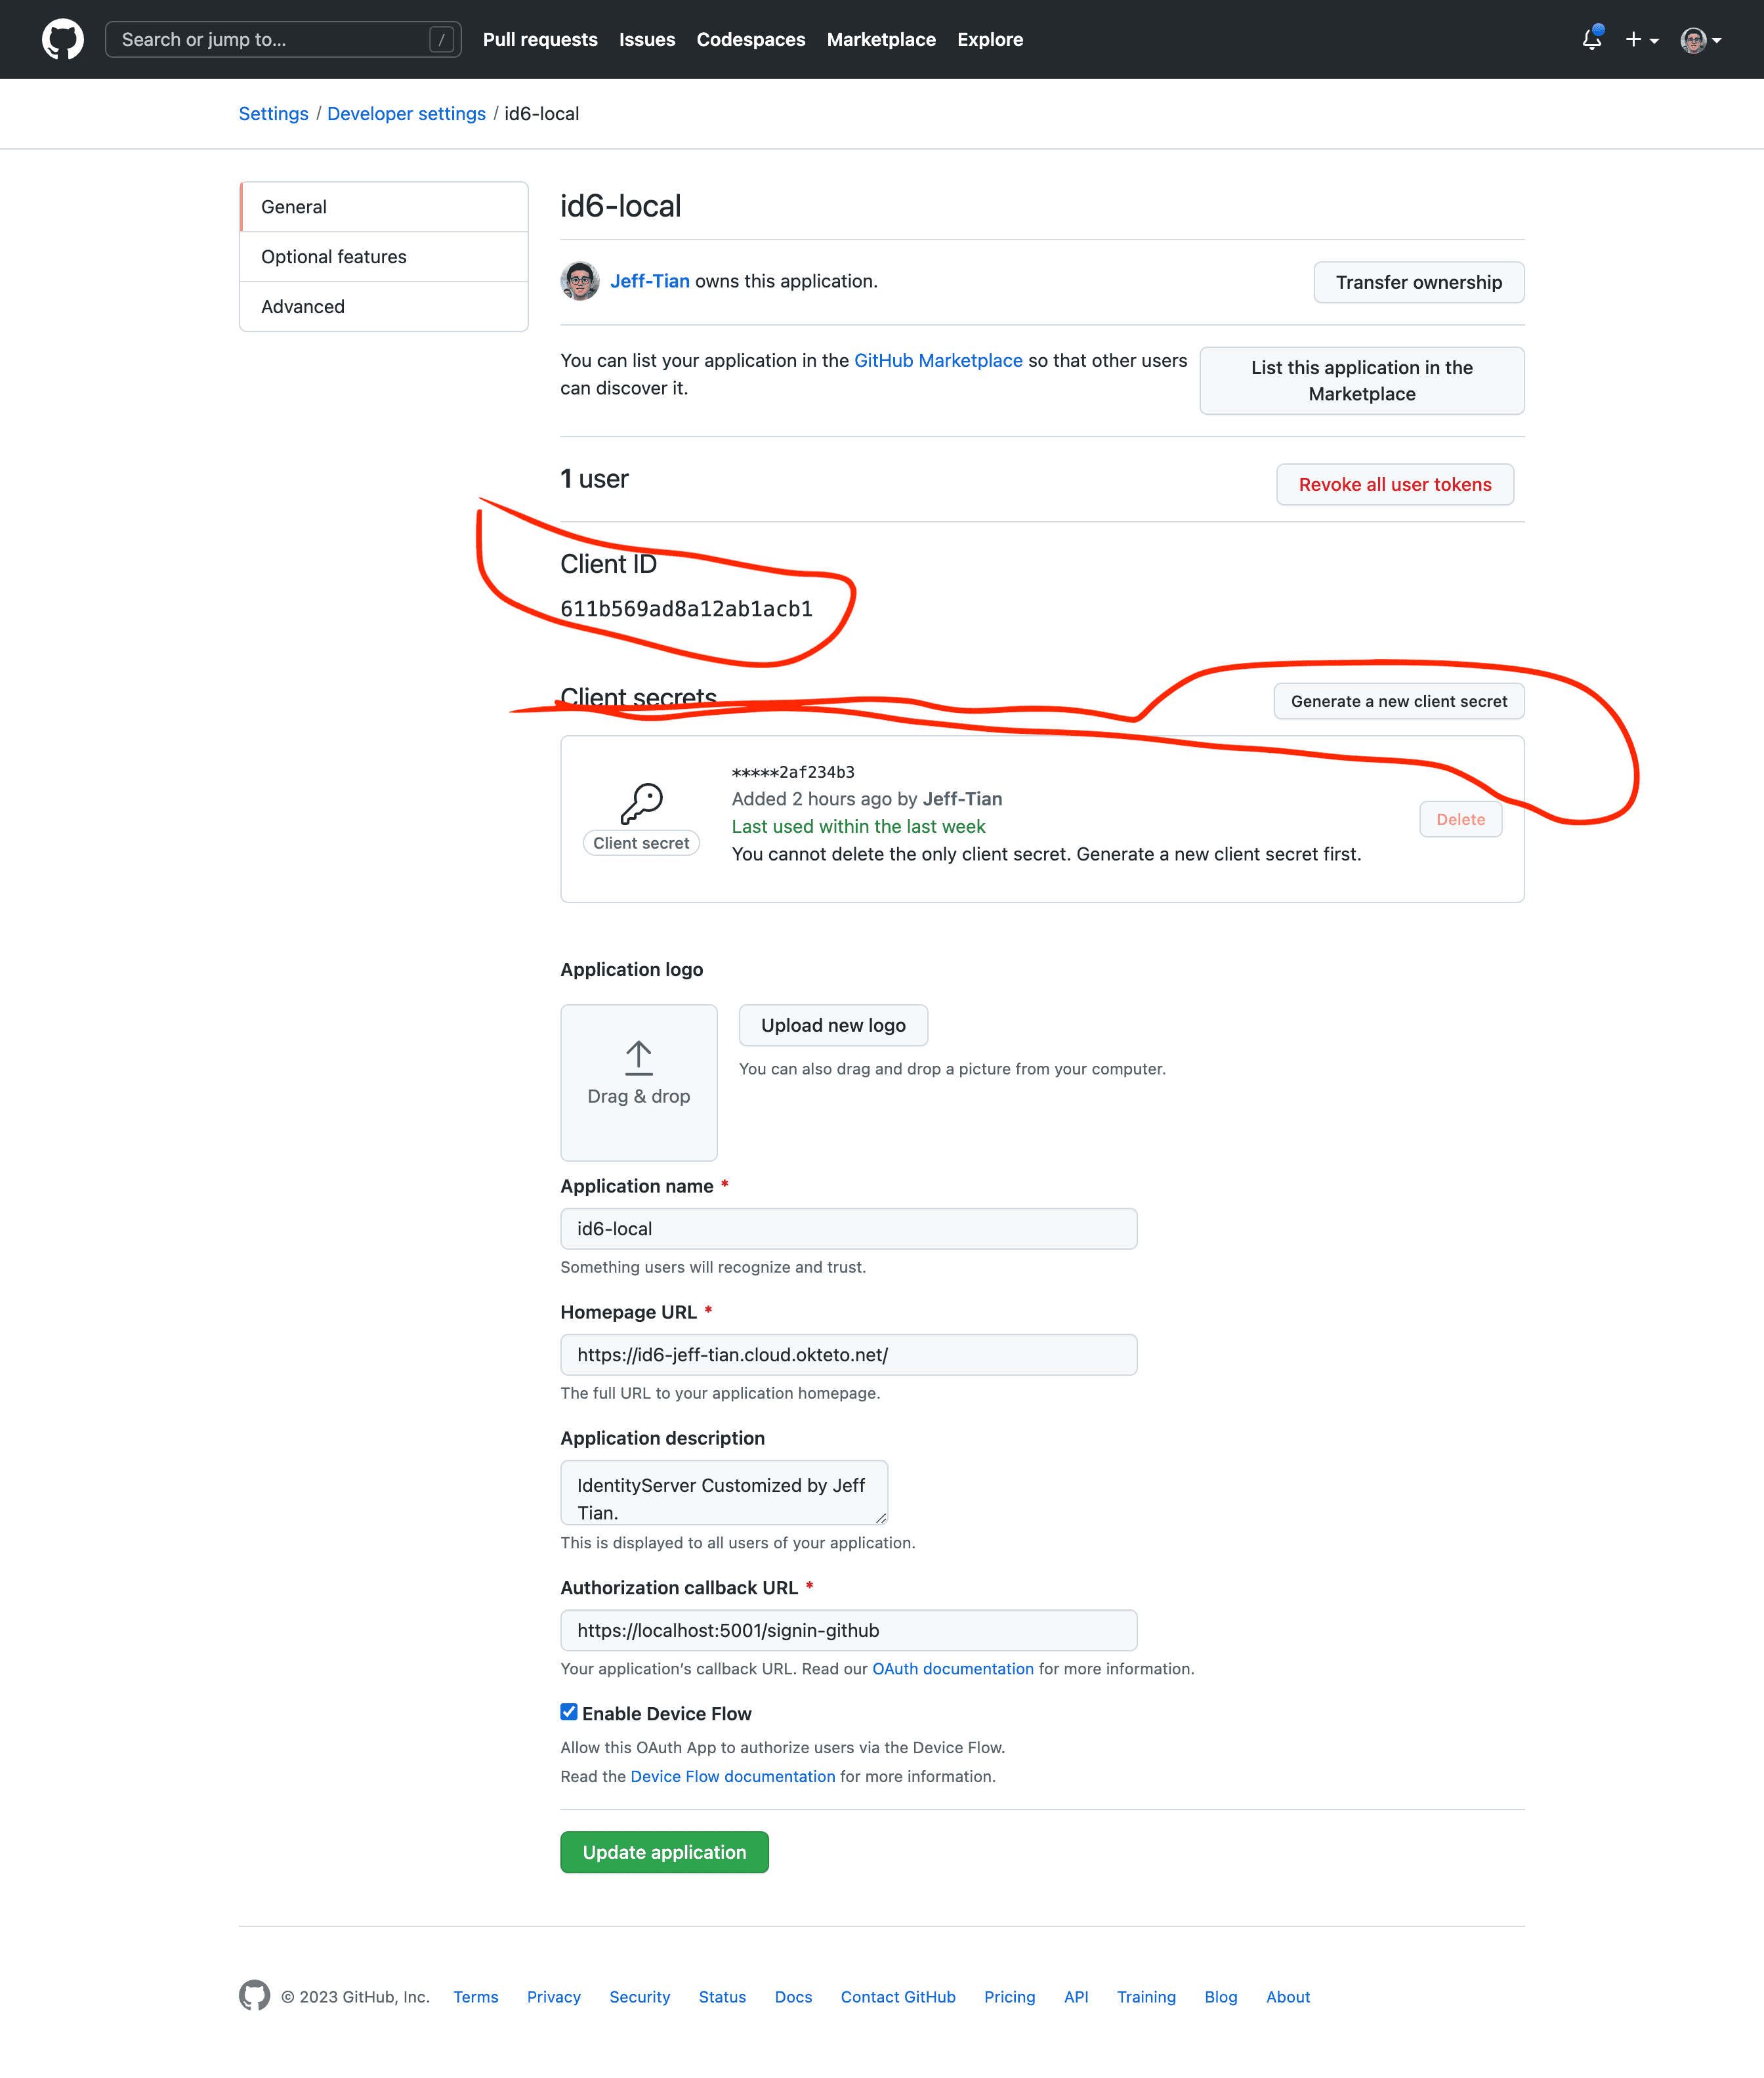 Search or jump to... /
Pull requests Issues Codespaces Marketplace Explore
Settings / Developer settings / id6-local
General
Optional features
Advanced
id6-local
Jeff-Tian owns this application.
Transfer ownership
You can list your application in the GitHub Marketplace so that other users
can discover it.
List this application in the
Marketplace
1 user
Revoke all user tokens
Client ID
611b569ad8a12ab1acb1
Client secrets
Generate a new client secret
Client secret
*****2af234b3
Added 2 hours ago by Jeff-Tian
Last used within the last week
You cannot delete the only client secret. Generate a new client secret first.
Delete
Application logo
Drag & drop
Upload new logo
You can also drag and drop a picture from your computer.
Application name *
id6-local
Something users will recognize and trust.
Homepage URL *
https://id6-jeff-tian.cloud.okteto.net/
The full URL to your application homepage.
Application description
IdentityServer Customized by Jeff
Tian.
This is displayed to all users of your application.
Authorization callback URL *
https://localhost:5001/signin-github
Your application’s callback URL. Read our OAuth documentation for more information.
Enable Device Flow
Allow this OAuth App to authorize users via the Device Flow.
Read the Device Flow documentation for more information.
Update application
© 2023 GitHub, Inc. Terms Privacy Security Status Docs Contact GitHub Pricing API Training Blog About